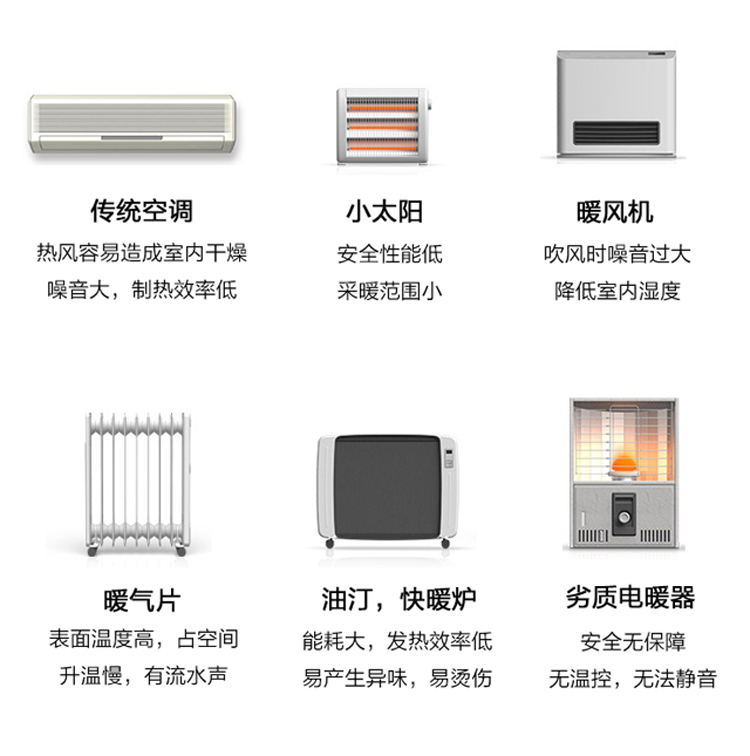 传统空调
热风容易造成室内干燥
噪音大，制热效率低
小太阳
安全性能低
采暖范围小
暖风机
吹风时噪音过大
降低室内湿度
暖气片
表面温度高，占空间
升温慢，有流水声
油汀，快暖炉
能耗大，发热效率低
易产生异味，易烫伤
劣质电暖器
安全无保障
无温控，无法静音